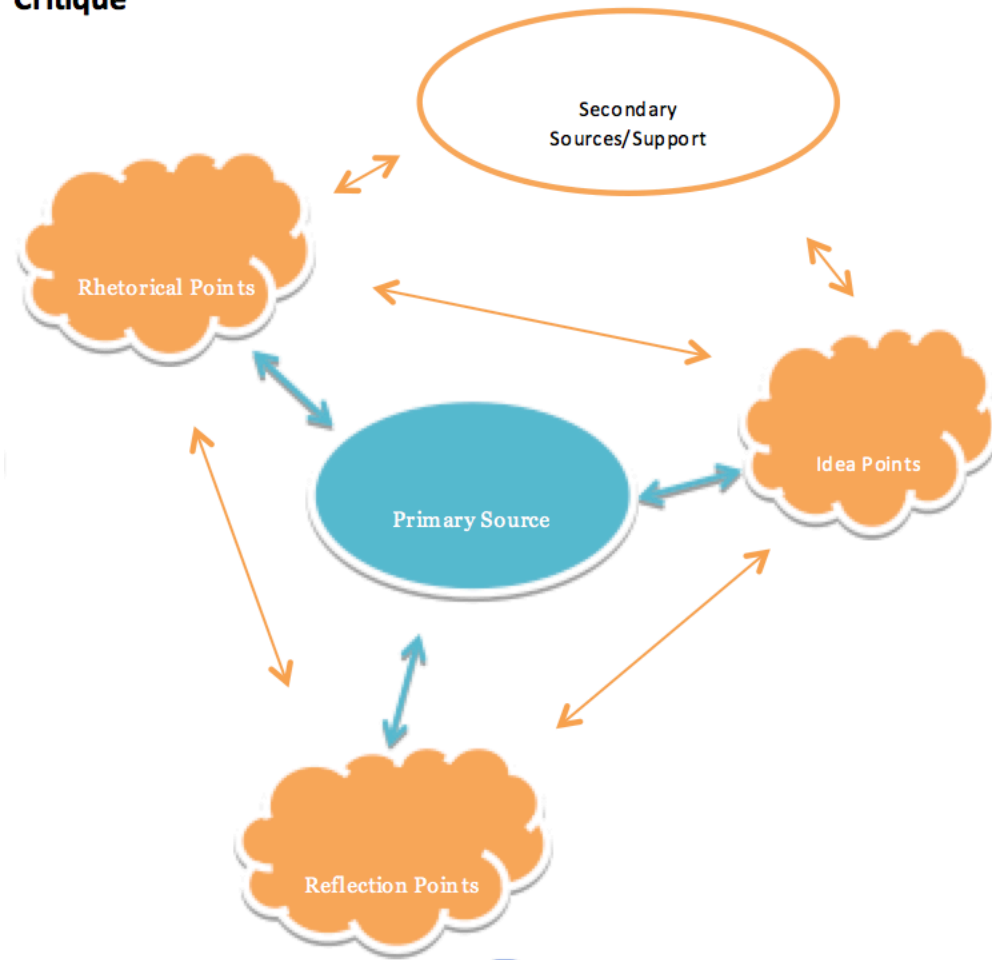 Critique
Secondary
Sources/Support
Rhetorical Points
Idea Points
Primary Source
Reflection Points